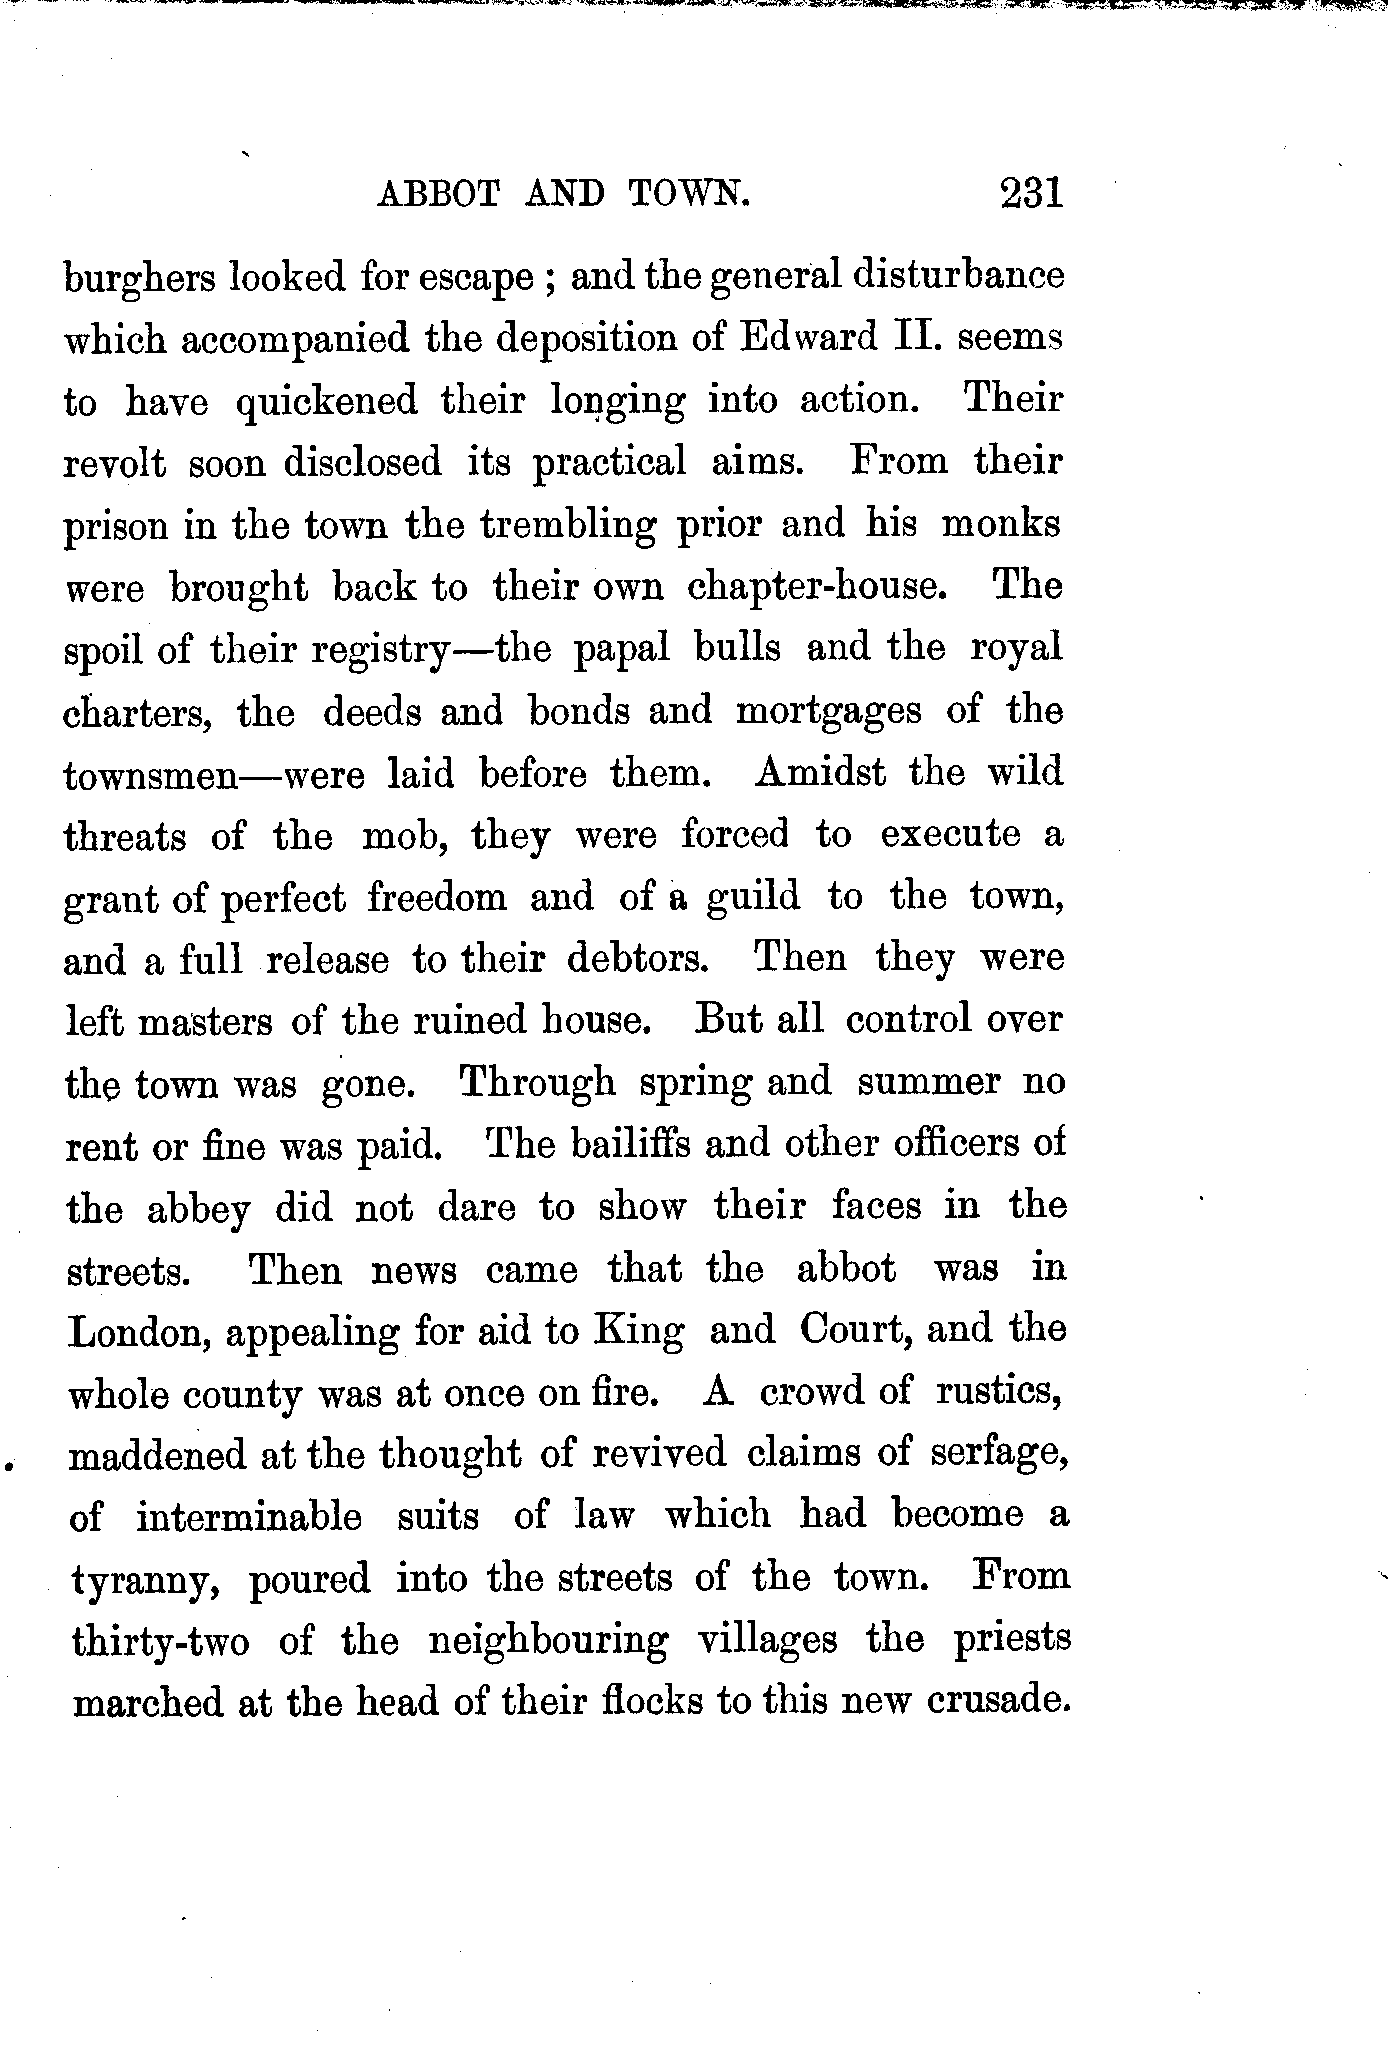 ABBOT AND TOWN. 231
burghers looked for escape ; and the general disturbance
which accompanied the deposition of Edward II. seems
to have quickened their longing into action. Their
revolt soon disclosed its practical aims. From their
prison in the town the trembling prior and his monks
were brought back to their own chapter-house. The
spoil of their registry—the papal bulls and the royal
charters, the deeds and bonds and mortgages of the
townsmen—were laid before them. Amidst the wild
threats of the mob, they were forced to execute a
grant of perfect freedom and of a guild to the town,
and a full release to their debtors. Then they were
left masters of the ruined house. But all control over
the town was gone. Through spring and summer no
rent or fine was paid. The bailiffs and other officers of
the abbey did not dare to show their faces in the
streets. Then news came that the abbot was in
London, appealing for aid to King and Court, and the
whole county was at once on fire. A crowd of rustics,
maddened at the thought of revived claims of serfage,
of interminable suits of law which had become a
tyranny, poured into the streets of the town. From
thirty-two of the neighbouring villages the priests
marched at the head of their flocks to this new crusade.